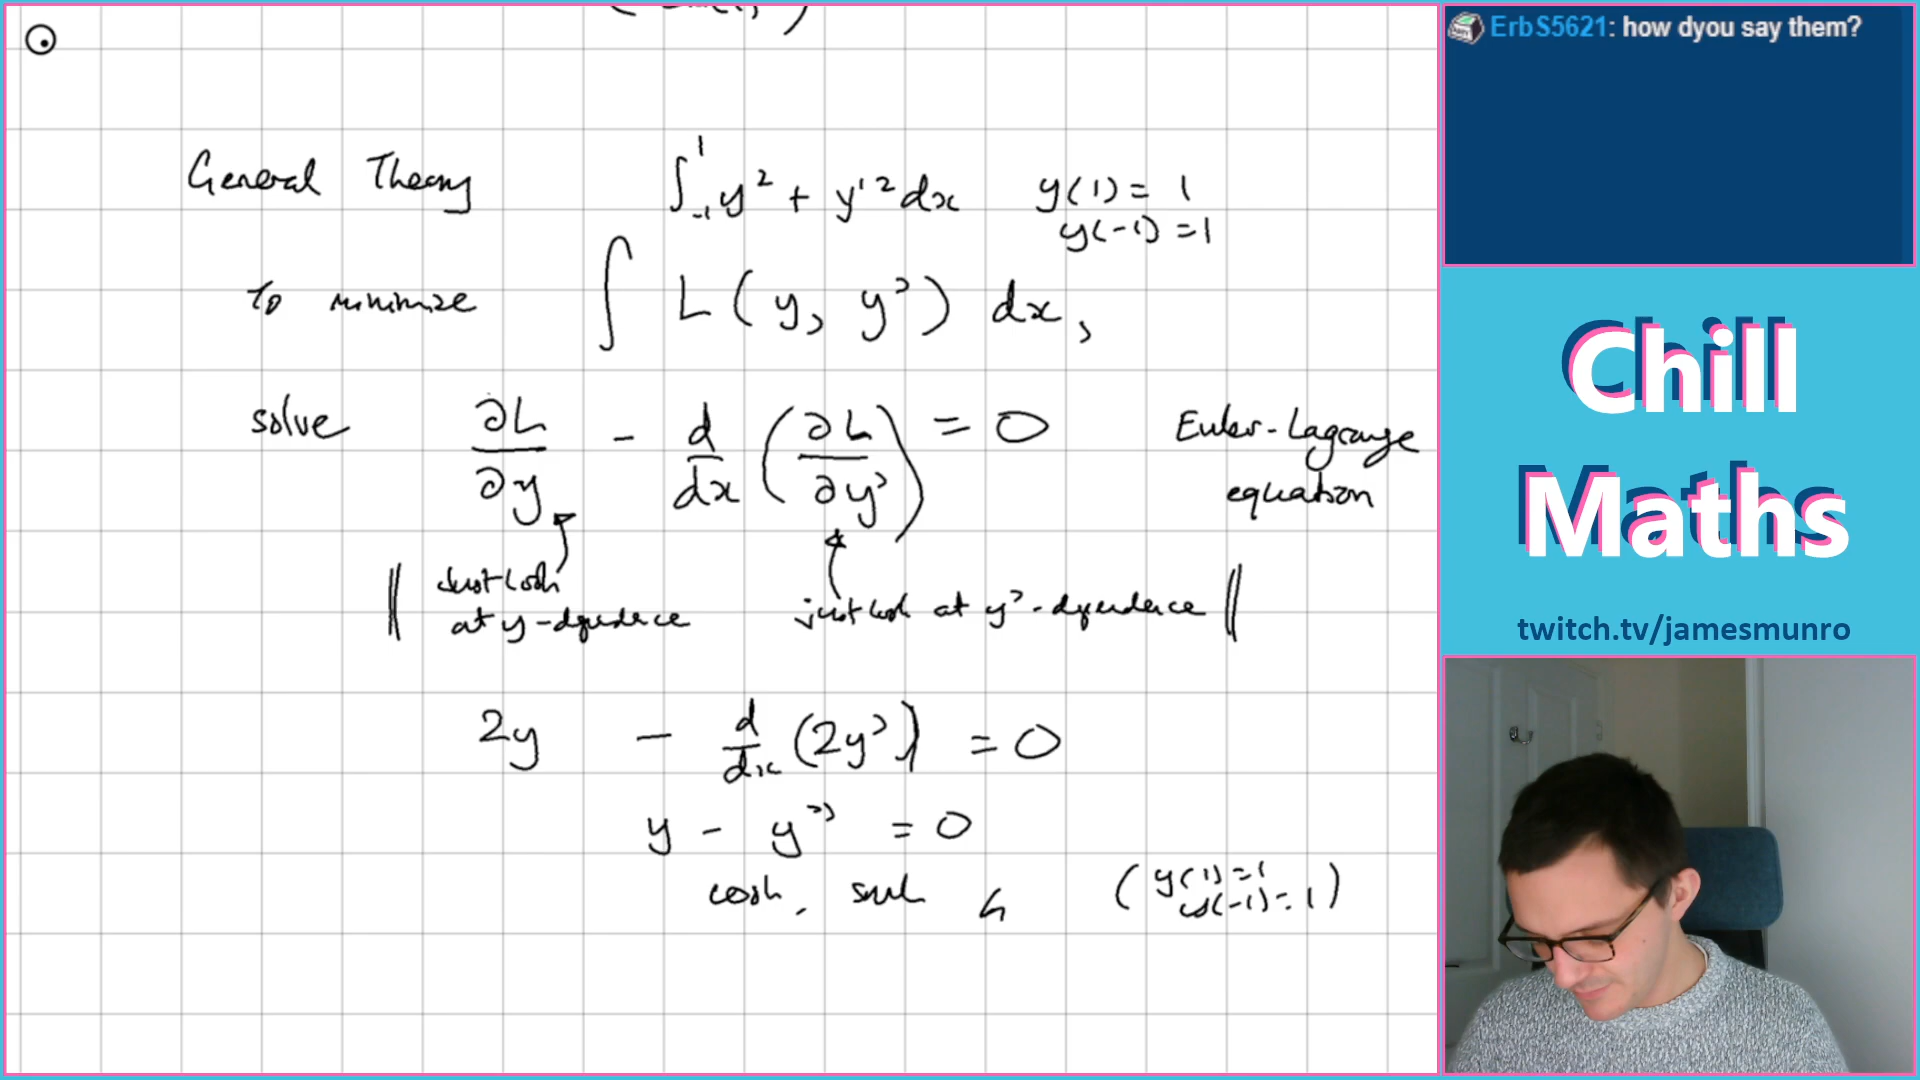 General Theory ∫₋₁¹ y² + y'² dx y(1) = 1
y(-1) = 1
to minimize ∫ L(y, y') dx,
solve ∂L/∂y - d/dx (∂L/∂y') = 0 Euler-Lagrange
equation
Just look
at y-dependence just look at y'-dependence
2y - d/dx (2y') = 0
y - y'' = 0
cosh, sinh (y(1)=1
y(-1)=1)
ErbS5621: how dyou say them?
Chill
Maths
twitch.tv/jamesmunro